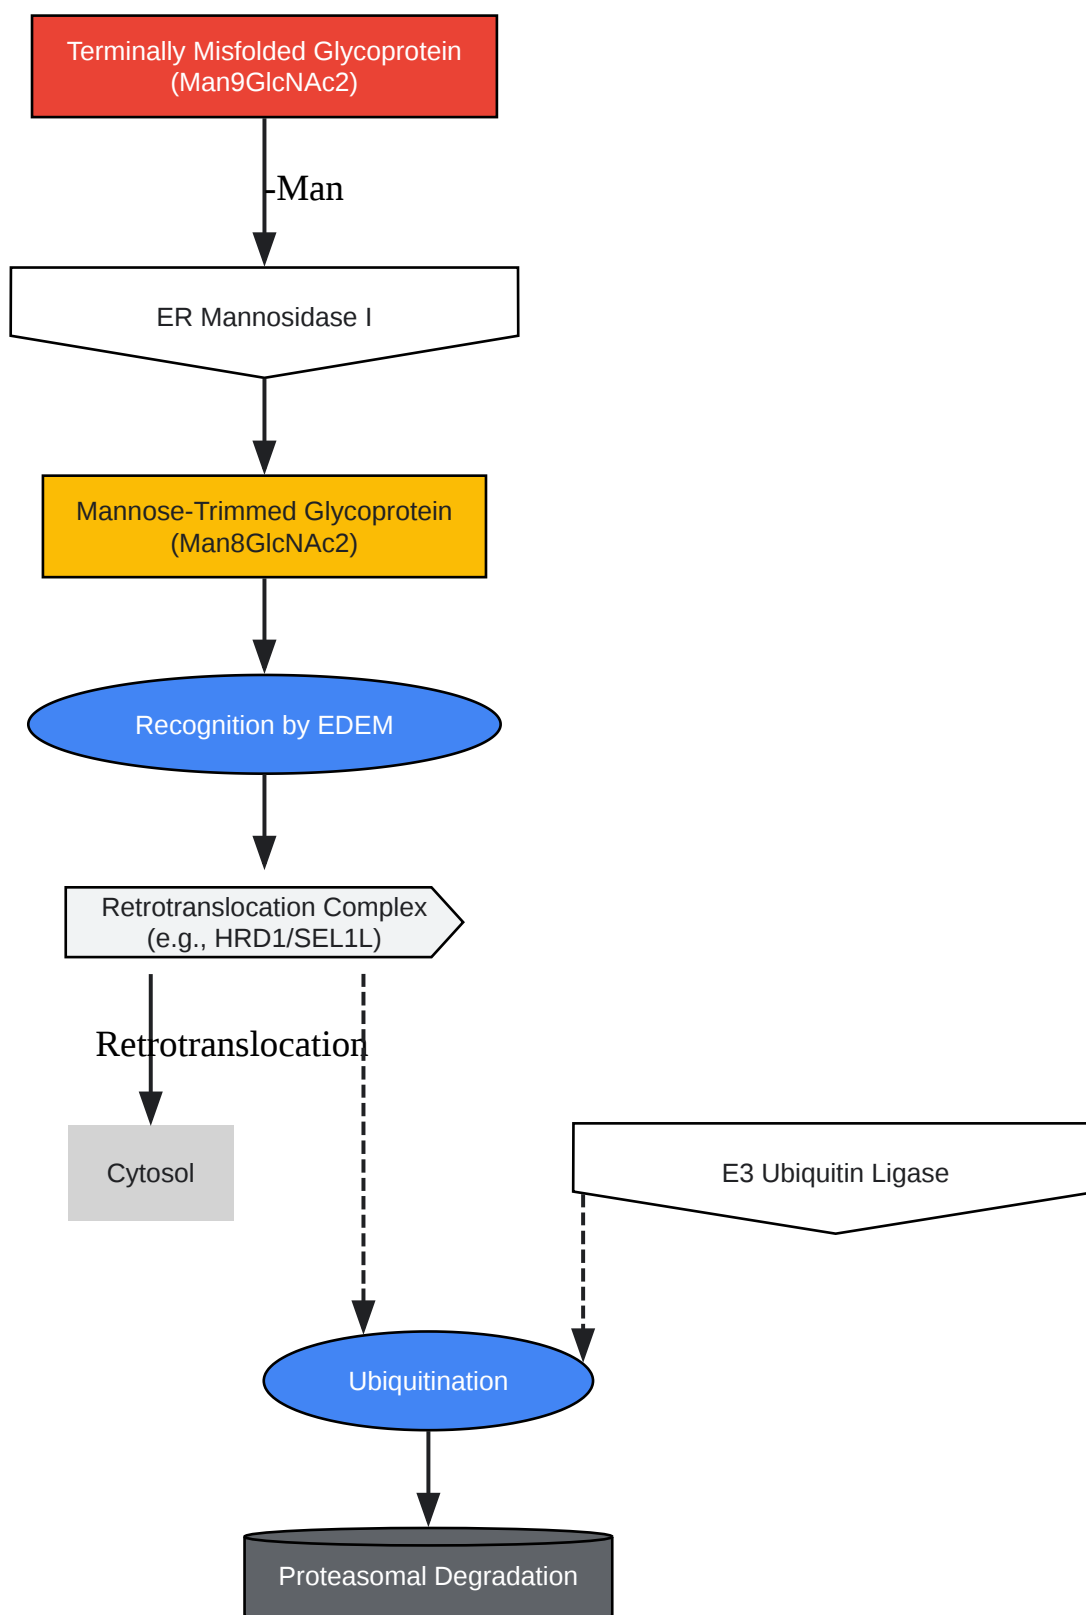 Terminally Misfolded Glycoprotein
(Man9GlcNAc2)
-Man
ER Mannosidase I
Mannose-Trimmed Glycoprotein
(Man8GlcNAc2)
Recognition by EDEM
Retrotranslocation Complex
(e.g., HRD1/SEL1L)
Retrotranslocation
Cytosol
E3 Ubiquitin Ligase
Ubiquitination
Proteasomal Degradation